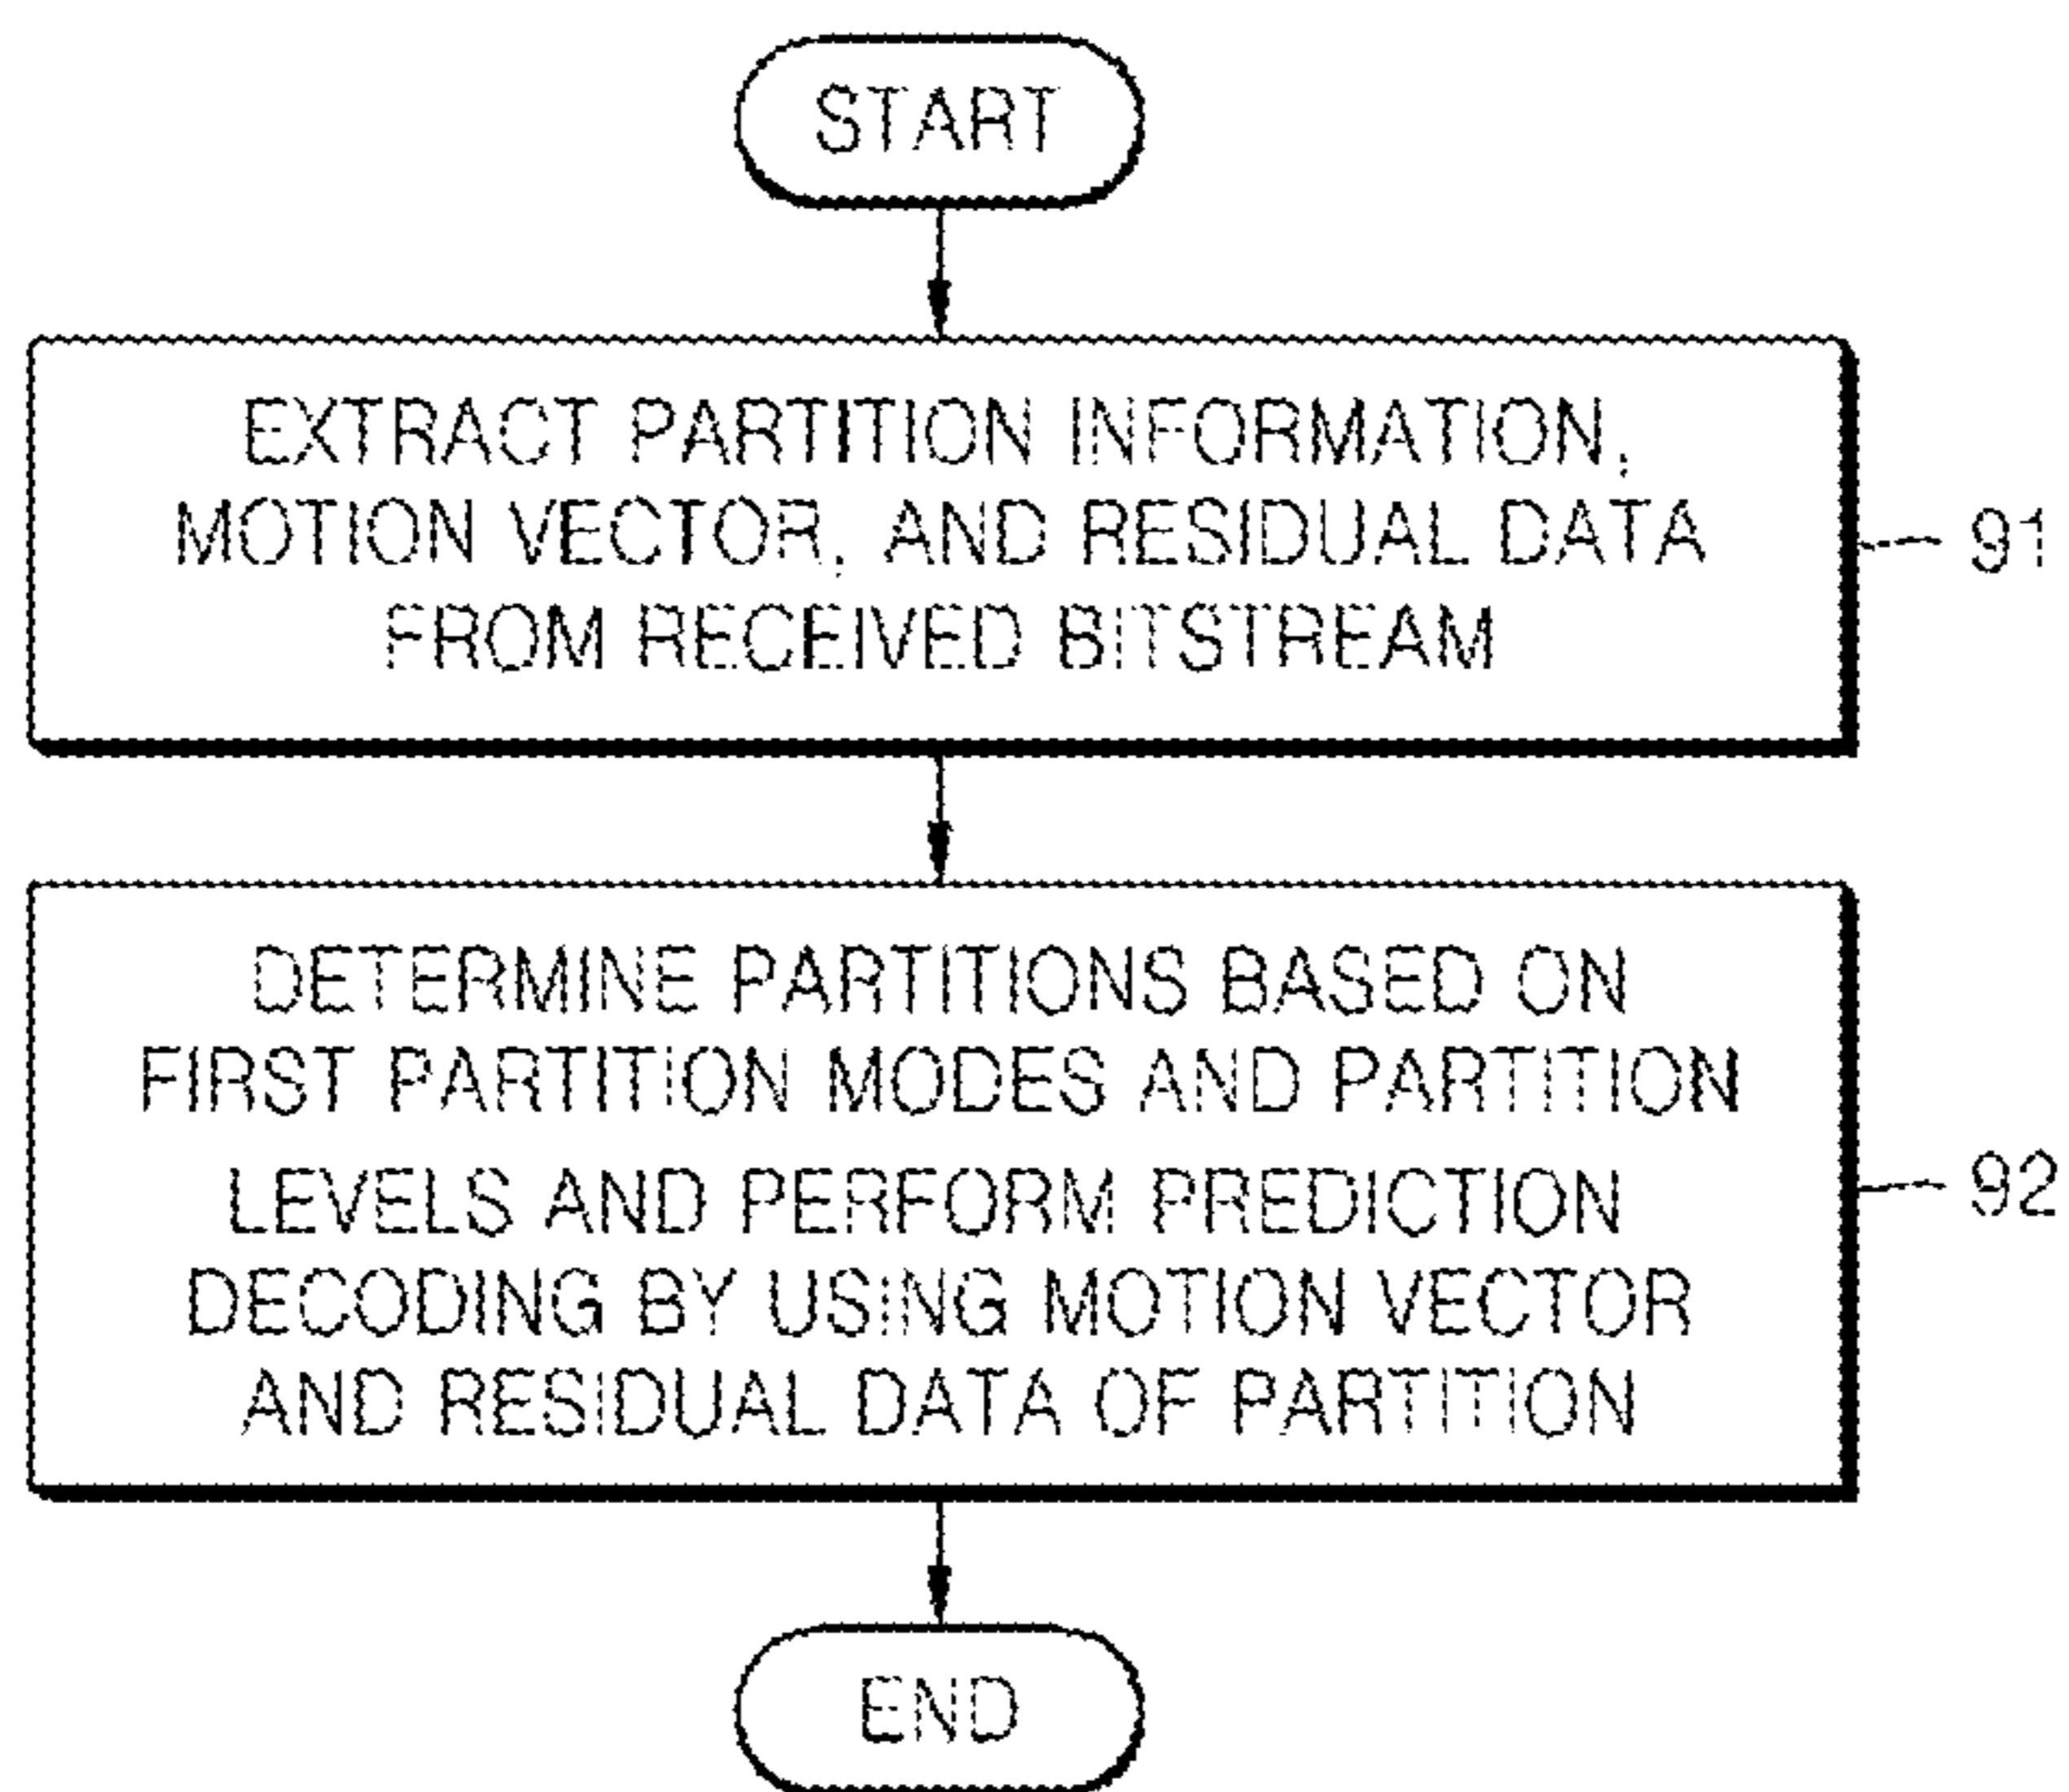 START
EXTRACT PARTITION INFORMATION,
MOTION VECTOR, AND RESIDUAL DATA
FROM RECEIVED BITSTREAM
91
DETERMINE PARTITIONS BASED ON
FIRST PARTITION MODES AND PARTITION
LEVELS AND PERFORM PREDICTION
DECODING BY USING MOTION VECTOR
AND RESIDUAL DATA OF PARTITION
92
END